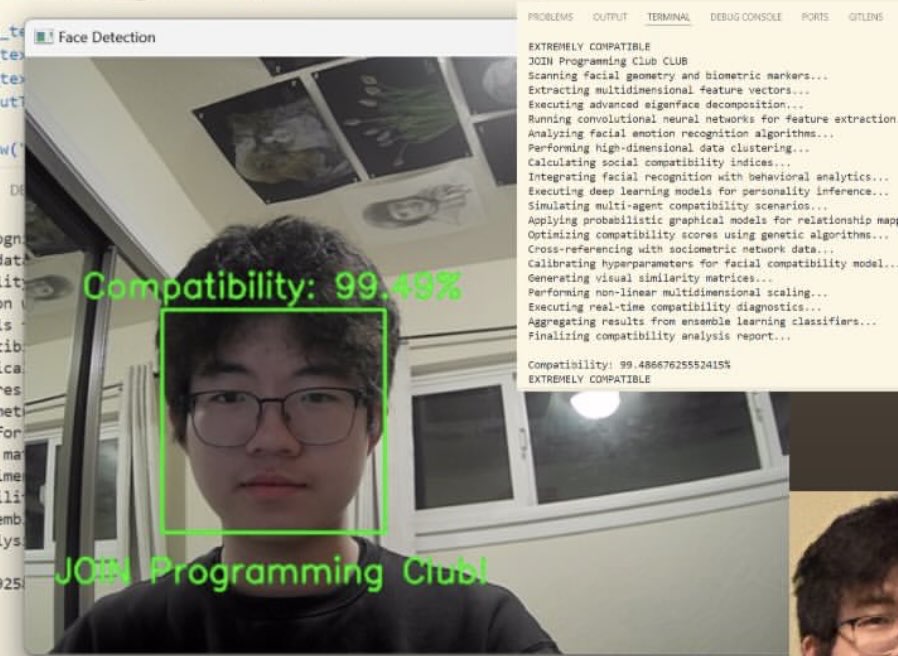 Face Detection
Compatibility: 99.49%
JOIN Programming Club!
PROBLEMS OUTPUT TERMINAL DEBUG CONSOLE PORTS GITLENS
EXTREMELY COMPATIBLE
JOIN Programming Club CLUB
Scanning facial geometry and biometric markers...
Extracting multidimensional feature vectors...
Executing advanced eigenface decomposition...
Running convolutional neural networks for feature extraction
Analyzing facial emotion recognition algorithms...
Performing high-dimensional data clustering...
Calculating social compatibility indices...
Integrating facial recognition with behavioral analytics...
Executing deep learning models for personality inference...
Simulating multi-agent compatibility scenarios...
Applying probabilistic graphical models for relationship mapp
Optimizing compatibility scores using genetic algorithms...
Cross-referencing with sociometric network data...
Calibrating hyperparameters for facial compatibility model...
Generating visual similarity matrices...
Performing non-linear multidimensional scaling...
Executing real-time compatibility diagnostics...
Aggregating results from ensemble learning classifiers...
Finalizing compatibility analysis report...
Compatibility: 99.48667625552415%
EXTREMELY COMPATIBLE